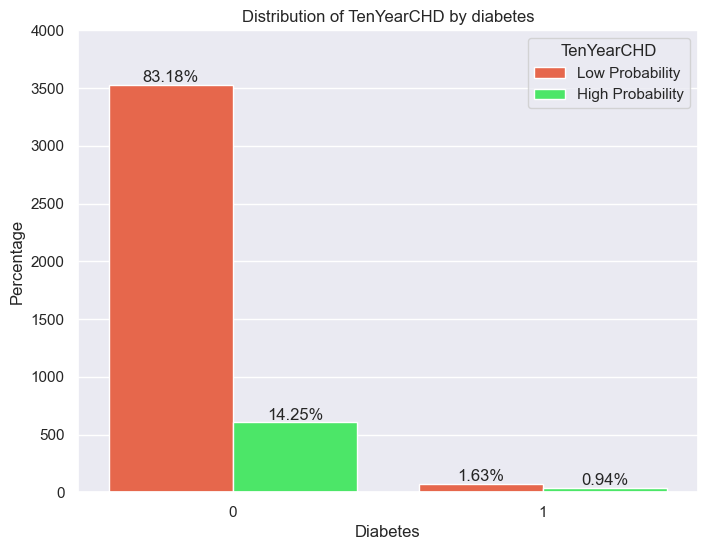 Distribution of TenYearCHD by diabetes
4000
3500
3000
2500
2000
1500
1000
500
0
Percentage
TenYearCHD
Low Probability
High Probability
83.18%
14.25%
1.63%
0.94%
0
1
Diabetes